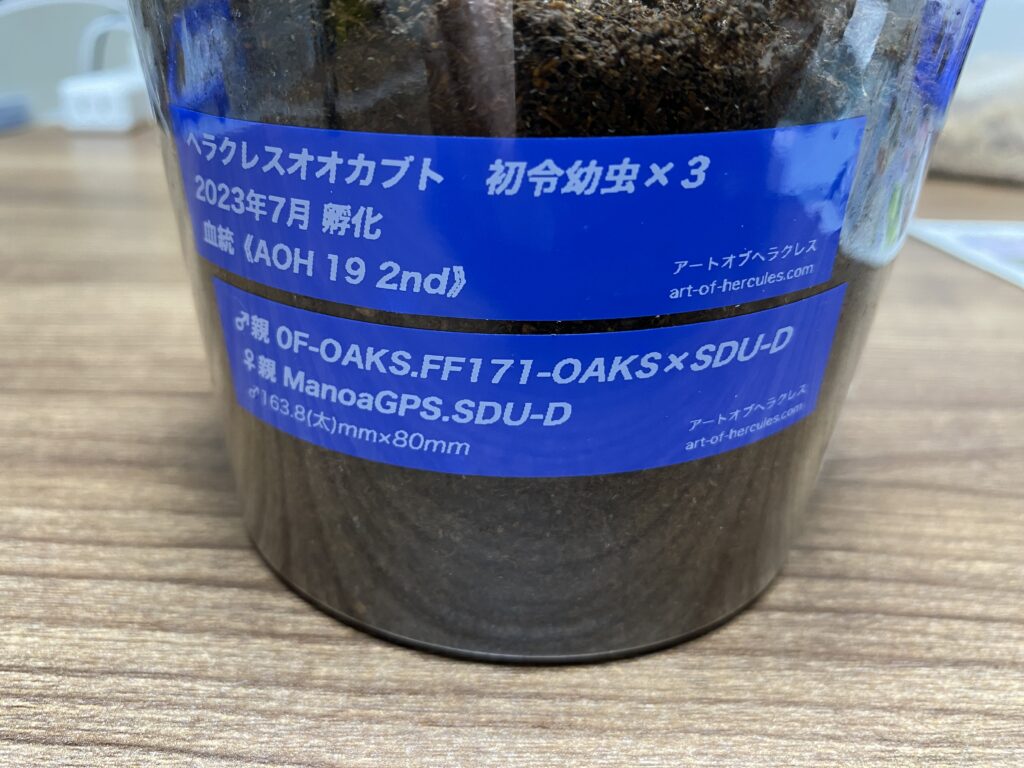 ヘラクレスオオカブト 初令幼虫×3
2023年7月 孵化
血統《AOH 19 2nd》
アートオブヘラクレス
art-of-hercules.com
♂親 0F-OAKS.FF171-OAKS×SDU-D
♀親 ManoaGPS.SDU-D
♂163.8(太)mm×80mm
アートオブヘラクレス
art-of-hercules.com